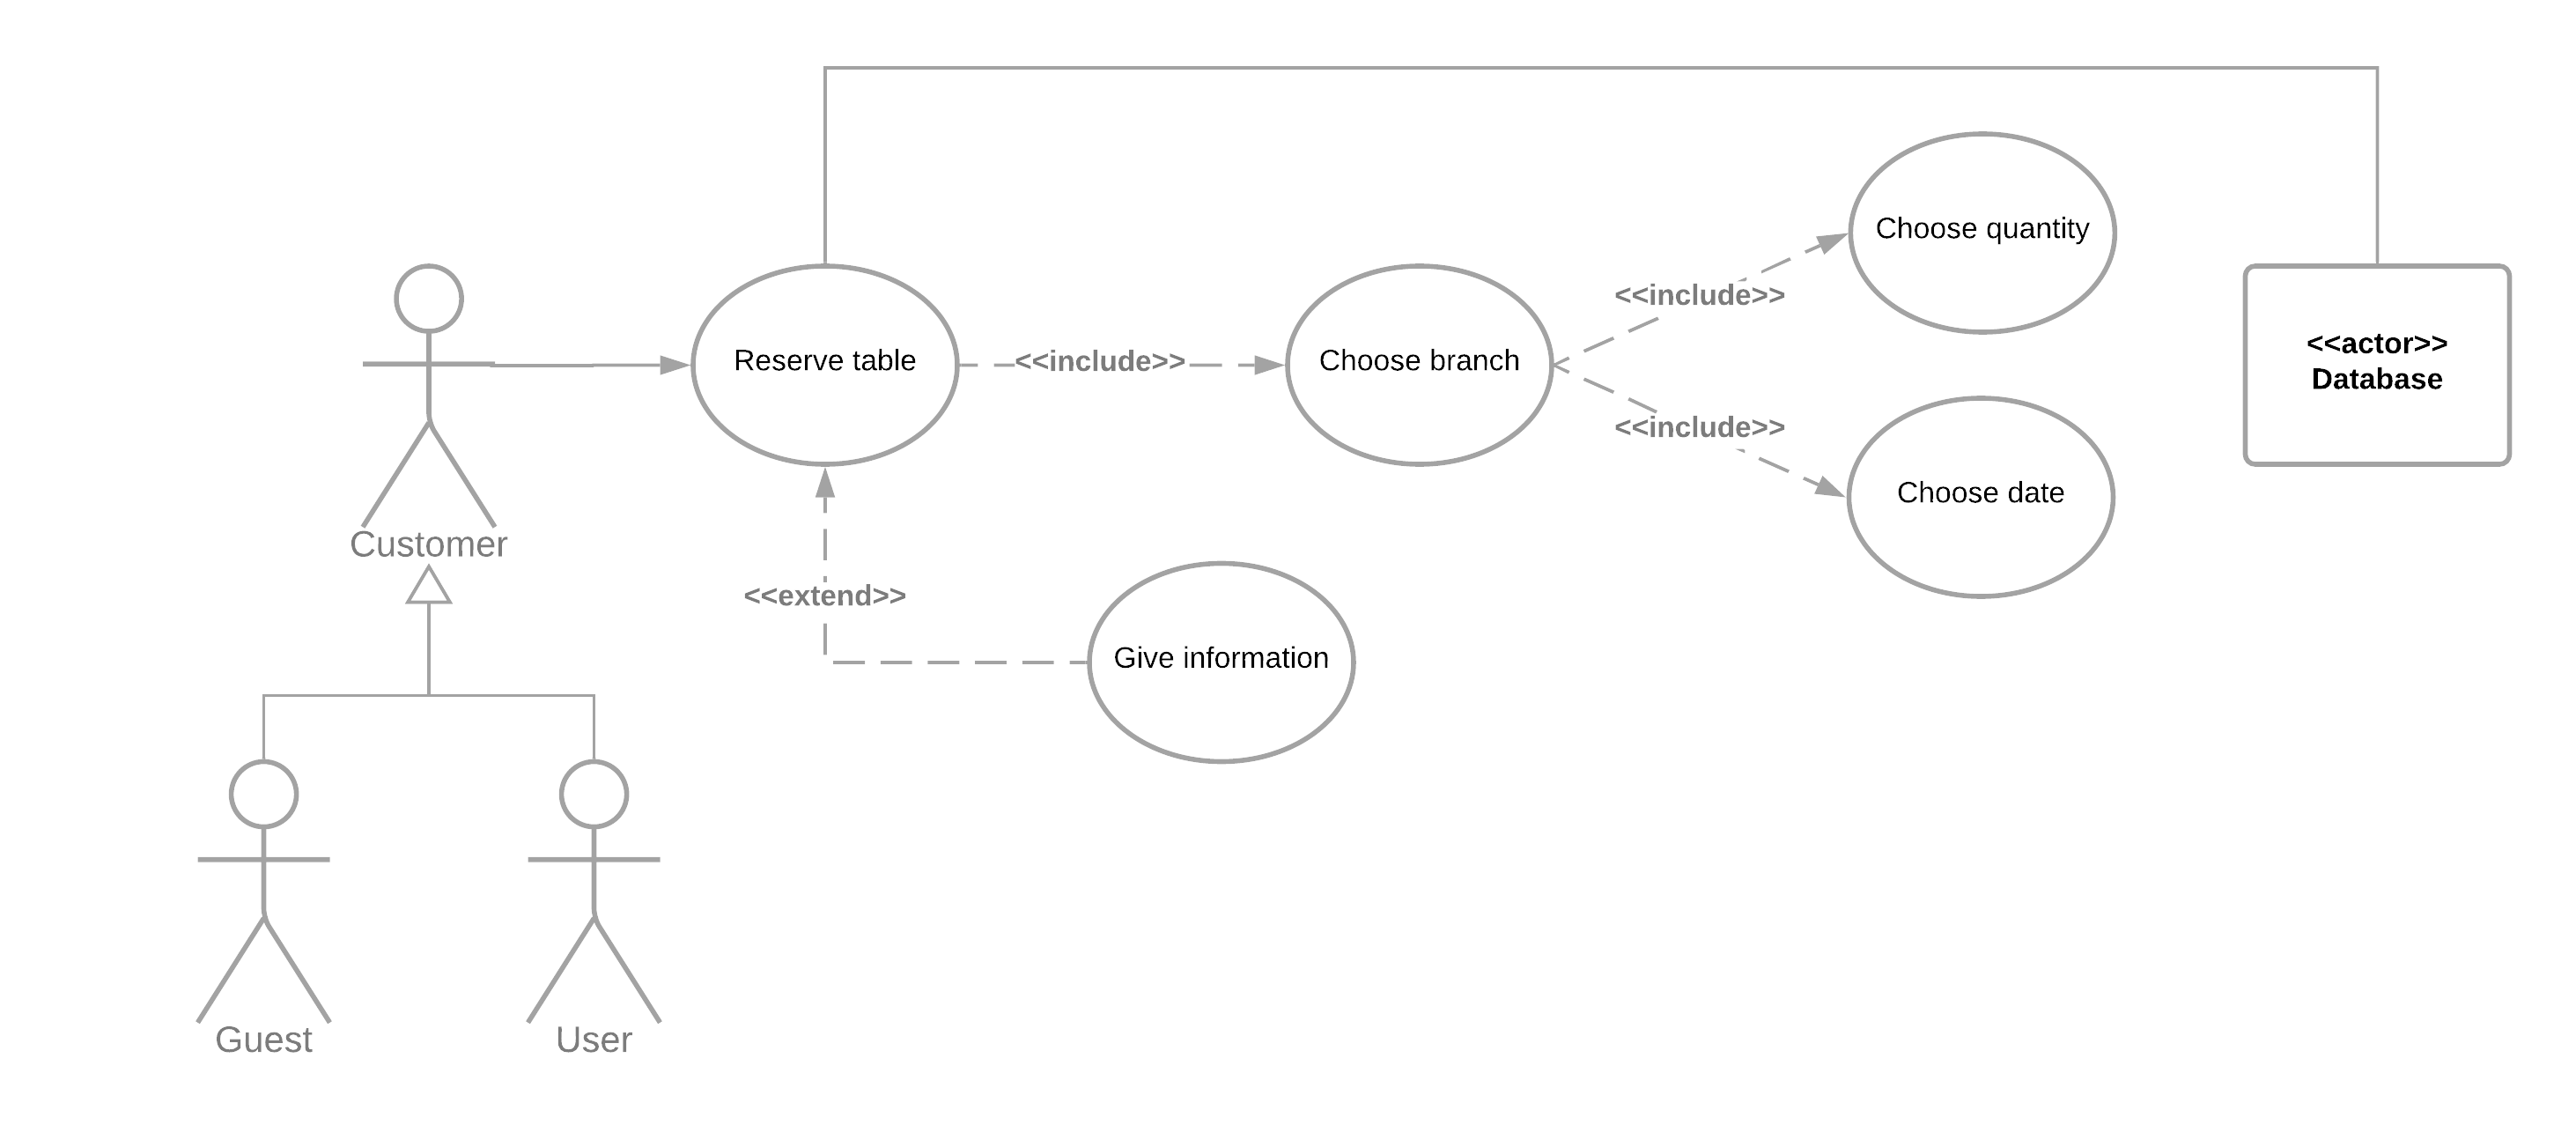 Choose quantity
<<include>>
<<actor>>
Database
Reserve table
<<include>>
Choose branch
<<include>>
Choose date
Customer
<<extend>>
Give information
Guest
User